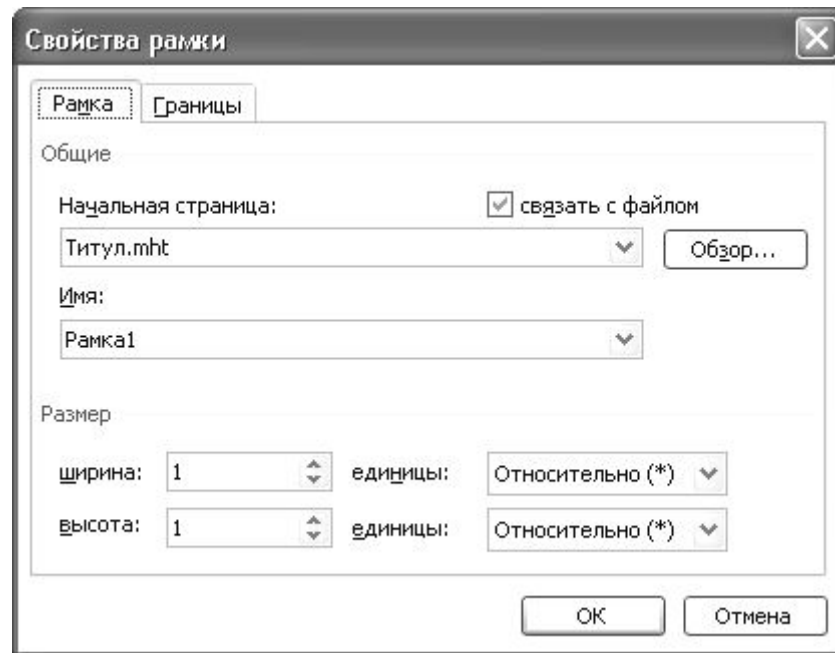 Свойства рамки
Рамка Границы
Общие
Начальная страница: связать с файлом
Титул.mht Обзор...
Имя:
Рамка1
Размер
ширина: 1 единицы: Относительно (*)
высота: 1 единицы: Относительно (*)
ОК Отмена